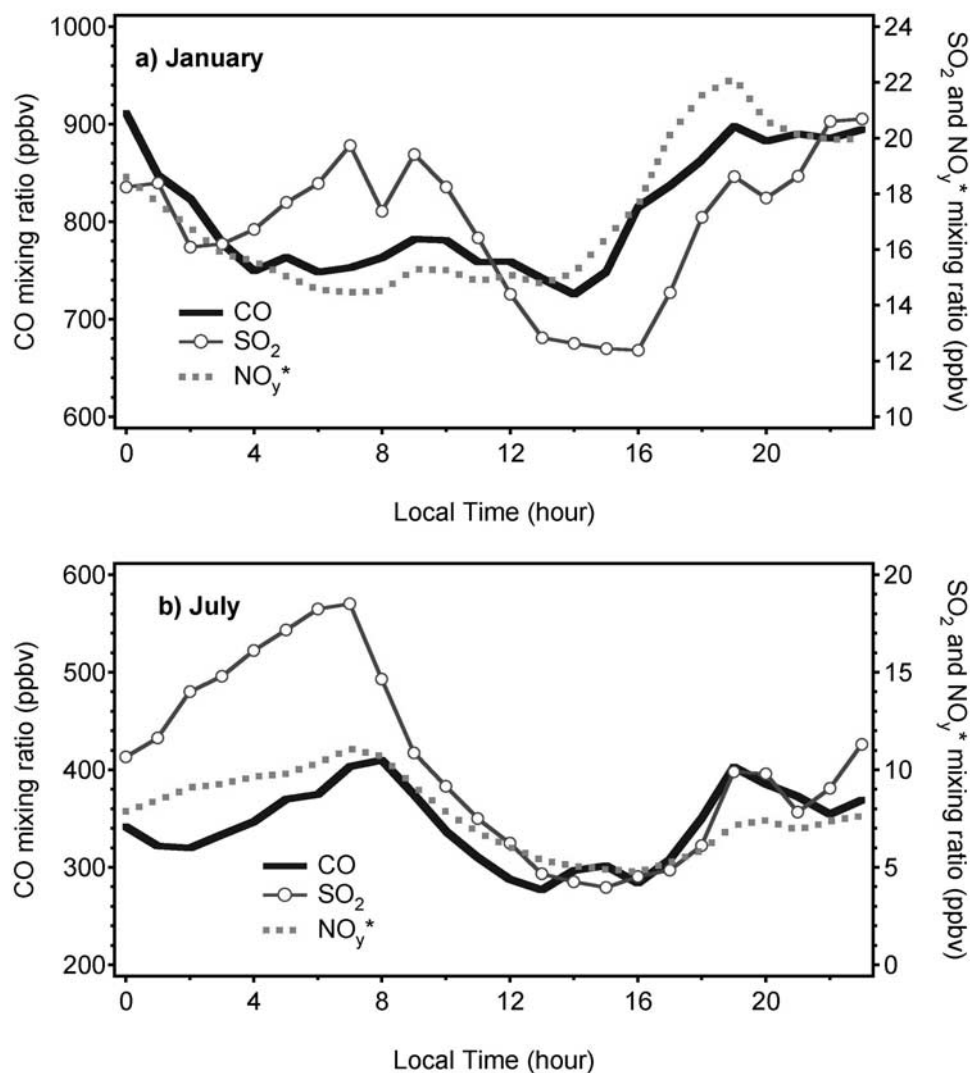 a) January
CO mixing ratio (ppbv)
1000
900
800
700
600
SO₂ and NOy* mixing ratio (ppbv)
24
22
20
18
16
14
12
10
CO
SO₂
NOy*
0 4 8 12 16 20
Local Time (hour)
b) July
CO mixing ratio (ppbv)
600
500
400
300
200
SO₂ and NOy* mixing ratio (ppbv)
20
15
10
5
0
CO
SO₂
NOy*
0 4 8 12 16 20
Local Time (hour)